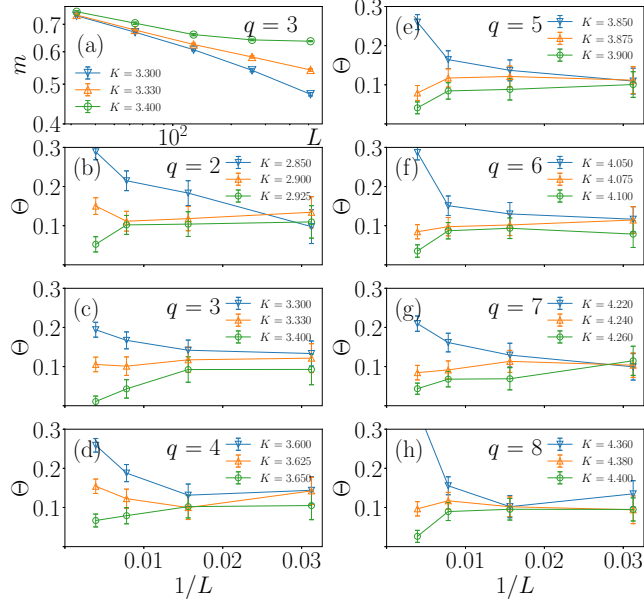 0.7
0.6
0.5
0.4
m
(a)
q = 3
K = 3.300
K = 3.330
K = 3.400
10²
L
0.3
0.2
0.1
Θ
(b)
q = 2
K = 2.850
K = 2.900
K = 2.925
0.3
0.2
0.1
Θ
(c)
q = 3
K = 3.300
K = 3.330
K = 3.400
0.3
0.2
0.1
Θ
(d)
q = 4
K = 3.600
K = 3.625
K = 3.650
0.01
0.02
0.03
1/L
0.3
0.2
0.1
Θ
(e)
q = 5
K = 3.850
K = 3.875
K = 3.900
0.3
0.2
0.1
Θ
(f)
q = 6
K = 4.050
K = 4.075
K = 4.100
0.3
0.2
0.1
Θ
(g)
q = 7
K = 4.220
K = 4.240
K = 4.260
0.3
0.2
0.1
Θ
(h)
q = 8
K = 4.360
K = 4.380
K = 4.400
0.01
0.02
0.03
1/L